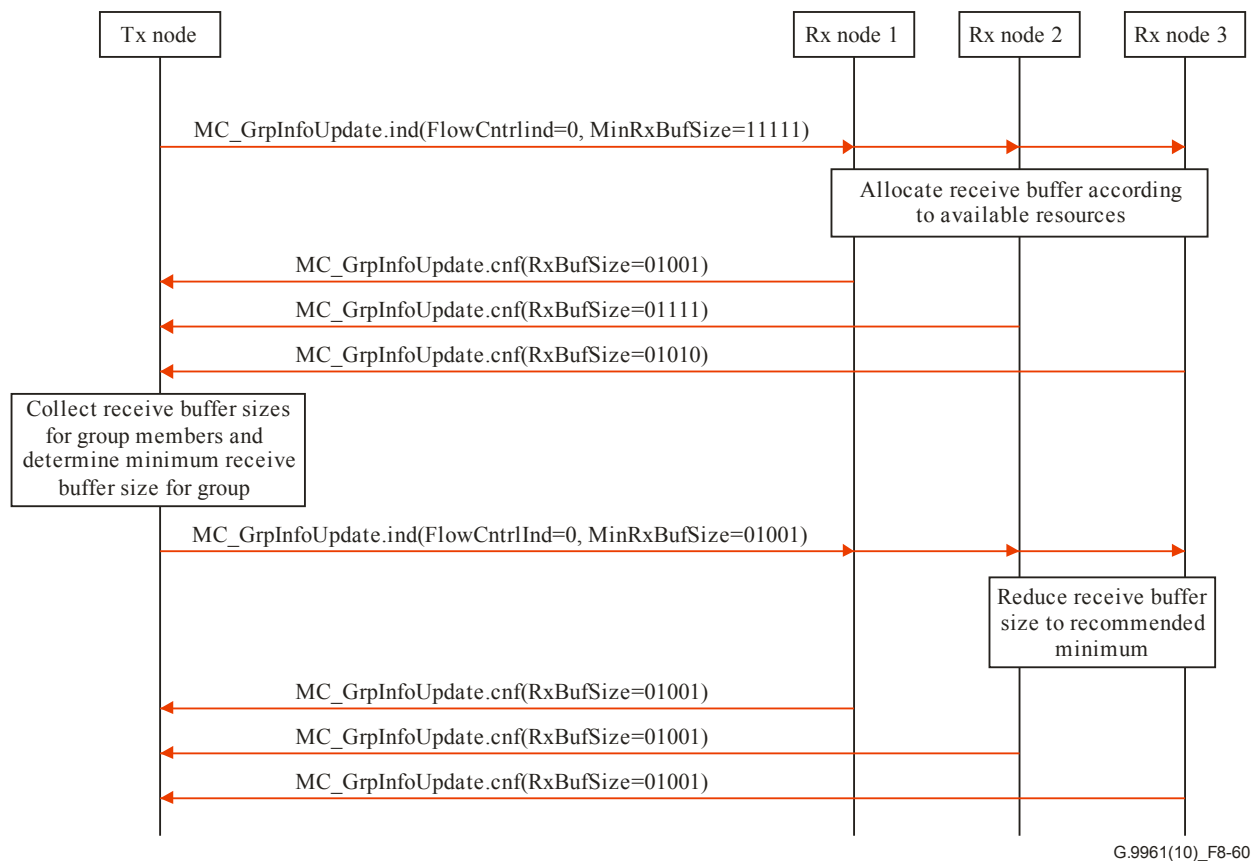 Tx node
Rx node 1
Rx node 2
Rx node 3
MC_GrpInfoUpdate.ind(FlowCntrlind=0, MinRxBufSize=11111)
Allocate receive buffer according
to available resources
MC_GrpInfoUpdate.cnf(RxBufSize=01001)
MC_GrpInfoUpdate.cnf(RxBufSize=01111)
MC_GrpInfoUpdate.cnf(RxBufSize=01010)
Collect receive buffer sizes
for group members and
determine minimum receive
buffer size for group
MC_GrpInfoUpdate.ind(FlowCntrlInd=0, MinRxBufSize=01001)
Reduce receive buffer
size to recommended
minimum
MC_GrpInfoUpdate.cnf(RxBufSize=01001)
MC_GrpInfoUpdate.cnf(RxBufSize=01001)
MC_GrpInfoUpdate.cnf(RxBufSize=01001)
G.9961(10)_F8-60